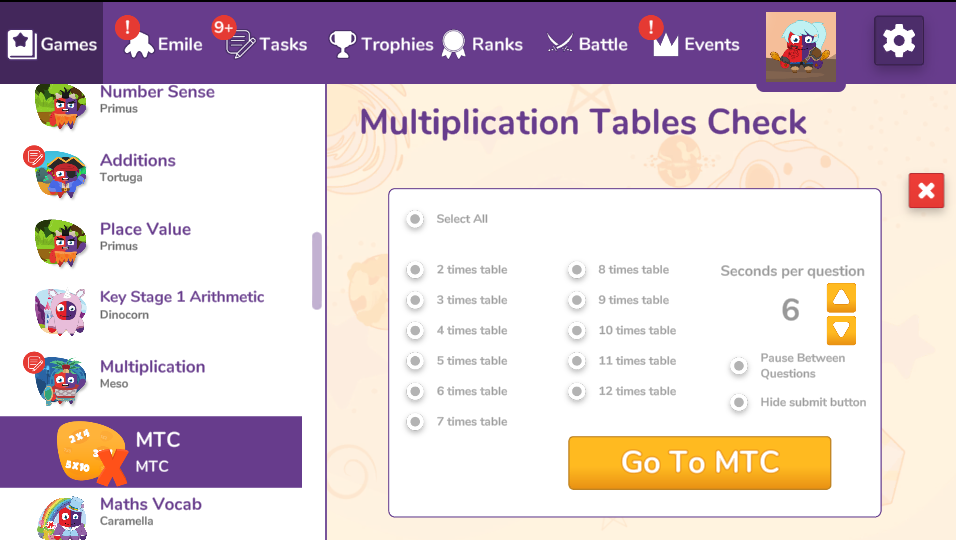 Games
!
Emile
9+
Tasks
Trophies
Ranks
Battle
!
Events
Number Sense
Primus
Additions
Tortuga
Place Value
Primus
Key Stage 1 Arithmetic
Dinocorn
Multiplication
Meso
MTC
MTC
Maths Vocab
Caramella
Multiplication Tables Check
Select All
2 times table
3 times table
4 times table
5 times table
6 times table
7 times table
8 times table
9 times table
10 times table
11 times table
12 times table
Seconds per question
6
Pause Between
Questions
Hide submit button
Go To MTC
2x4
5x10